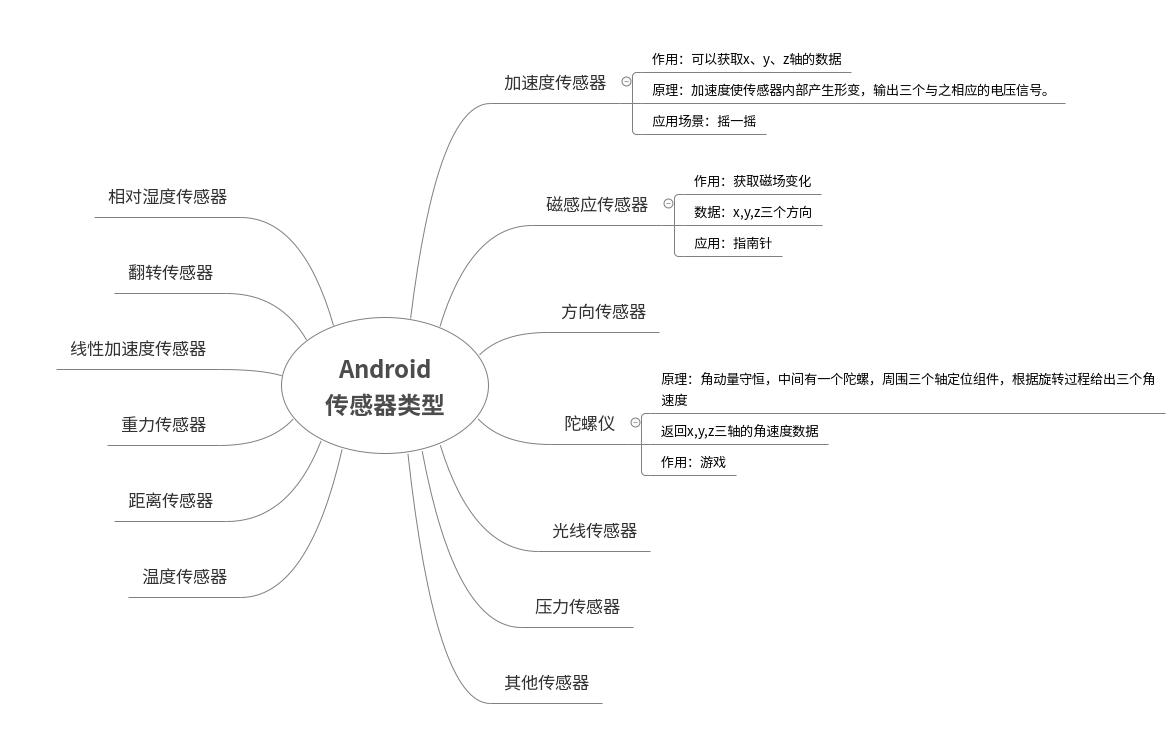 Android
传感器类型
加速度传感器
作用：可以获取x、y、z轴的数据
原理：加速度使传感器内部产生形变，输出三个与之相应的电压信号。
应用场景：摇一摇
磁感应传感器
作用：获取磁场变化
数据：x,y,z三个方向
应用：指南针
方向传感器
陀螺仪
原理：角动量守恒，中间有一个陀螺，周围三个轴定位组件，根据旋转过程给出三个角
速度
返回x,y,z三轴的角速度数据
作用：游戏
光线传感器
压力传感器
其他传感器
相对湿度传感器
翻转传感器
线性加速度传感器
重力传感器
距离传感器
温度传感器